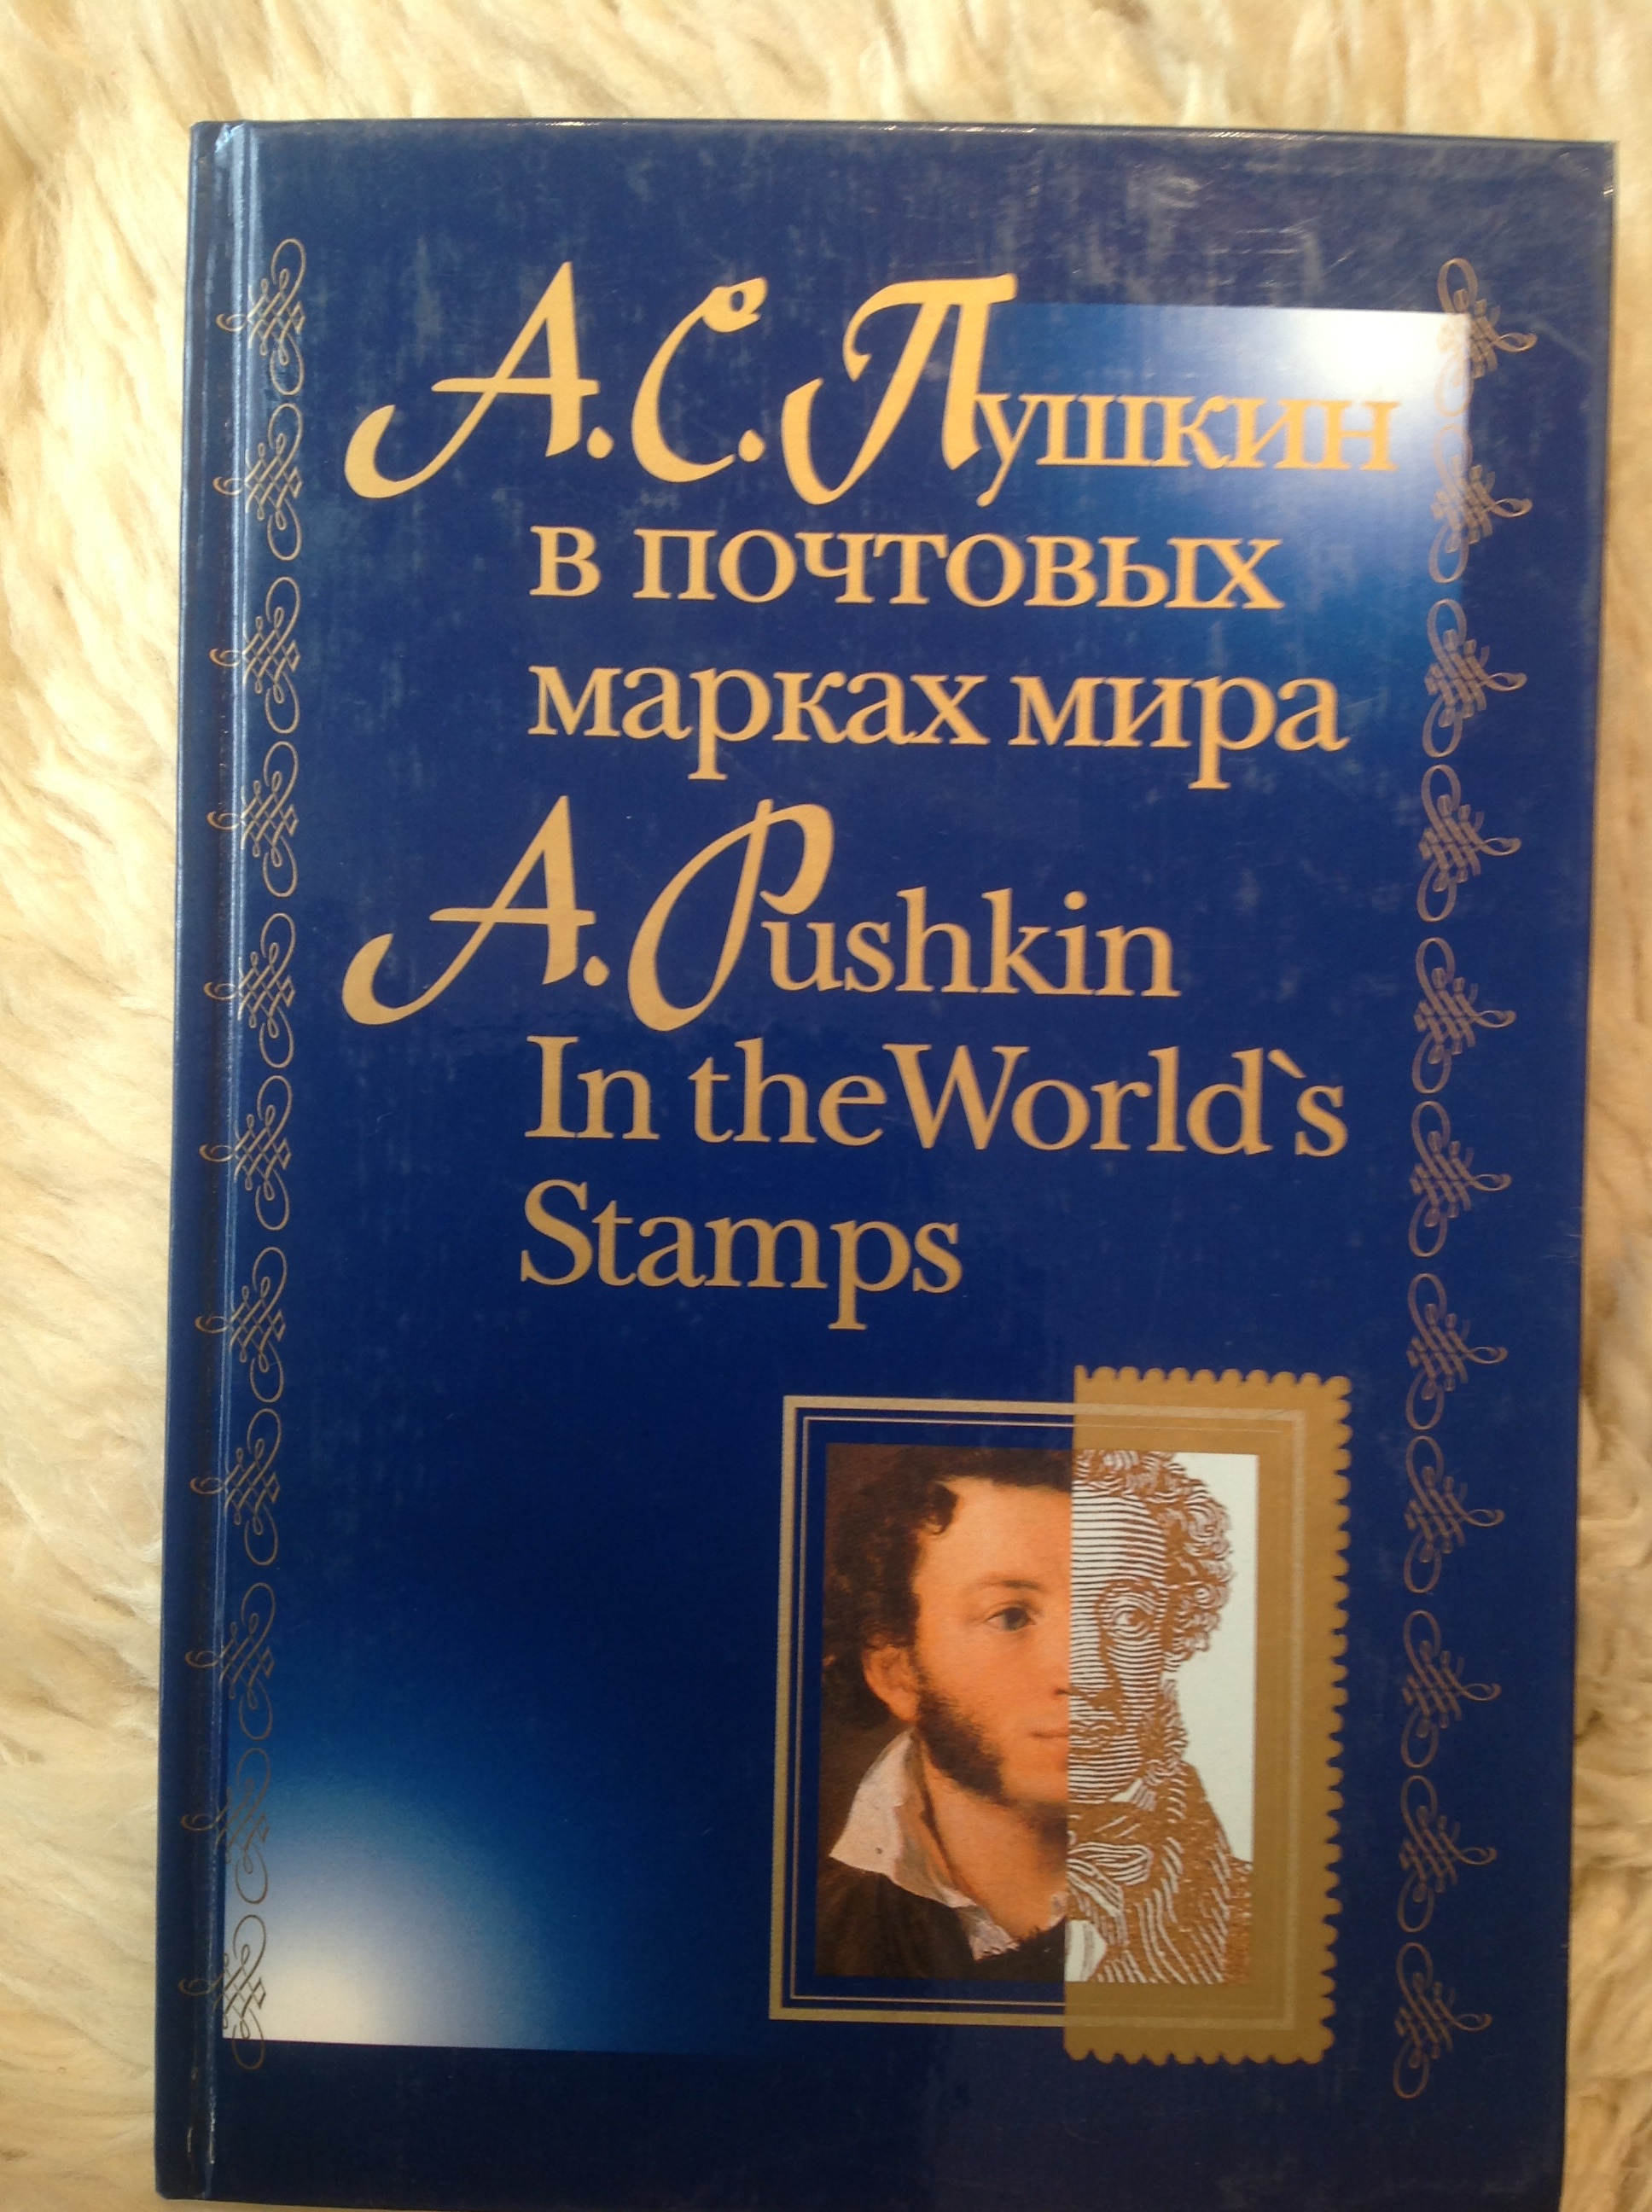 А.С.Пушкин
в почтовых
марках мира
A.Pushkin
In the World`s
Stamps